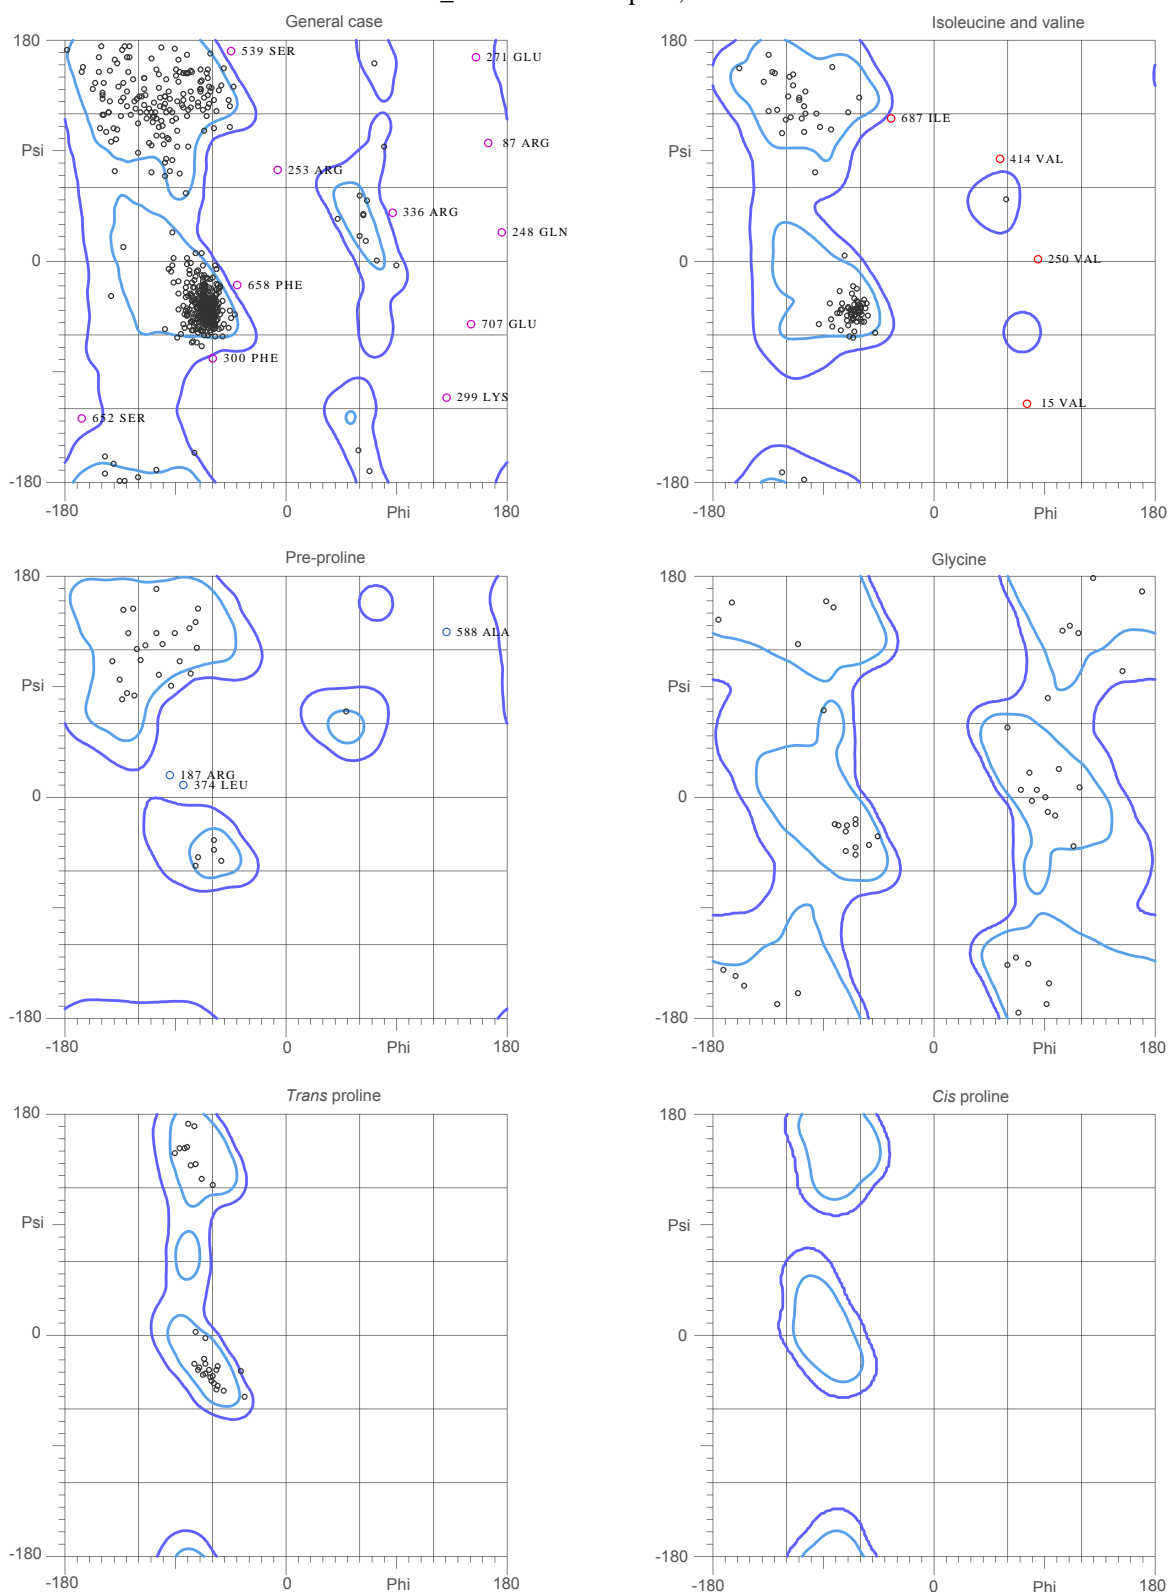 General case
180
Psi
0
-180
-180
0
Phi
180
539 SER
271 GLU
87 ARG
253 ARG
336 ARG
248 GLN
658 PHE
707 GLU
300 PHE
299 LYS
652 SER
Isoleucine and valine
180
Psi
0
-180
-180
0
Phi
180
687 ILE
414 VAL
250 VAL
15 VAL
Pre-proline
180
Psi
0
-180
-180
0
Phi
180
588 ALA
187 ARG
374 LEU
Glycine
180
Psi
0
-180
-180
0
Phi
180
Trans proline
180
Psi
0
-180
-180
0
Phi
180
Cis proline
180
Psi
0
-180
-180
0
Phi
180